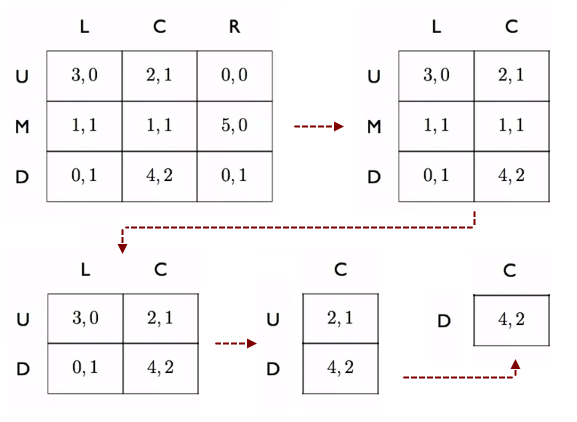 L C R L C
U 3, 0 2, 1 0, 0 U 3, 0 2, 1
M 1, 1 1, 1 5, 0 M 1, 1 1, 1
D 0, 1 4, 2 0, 1 D 0, 1 4, 2
L C C C
U 3, 0 2, 1 U 2, 1 D 4, 2
D 0, 1 4, 2 D 4, 2